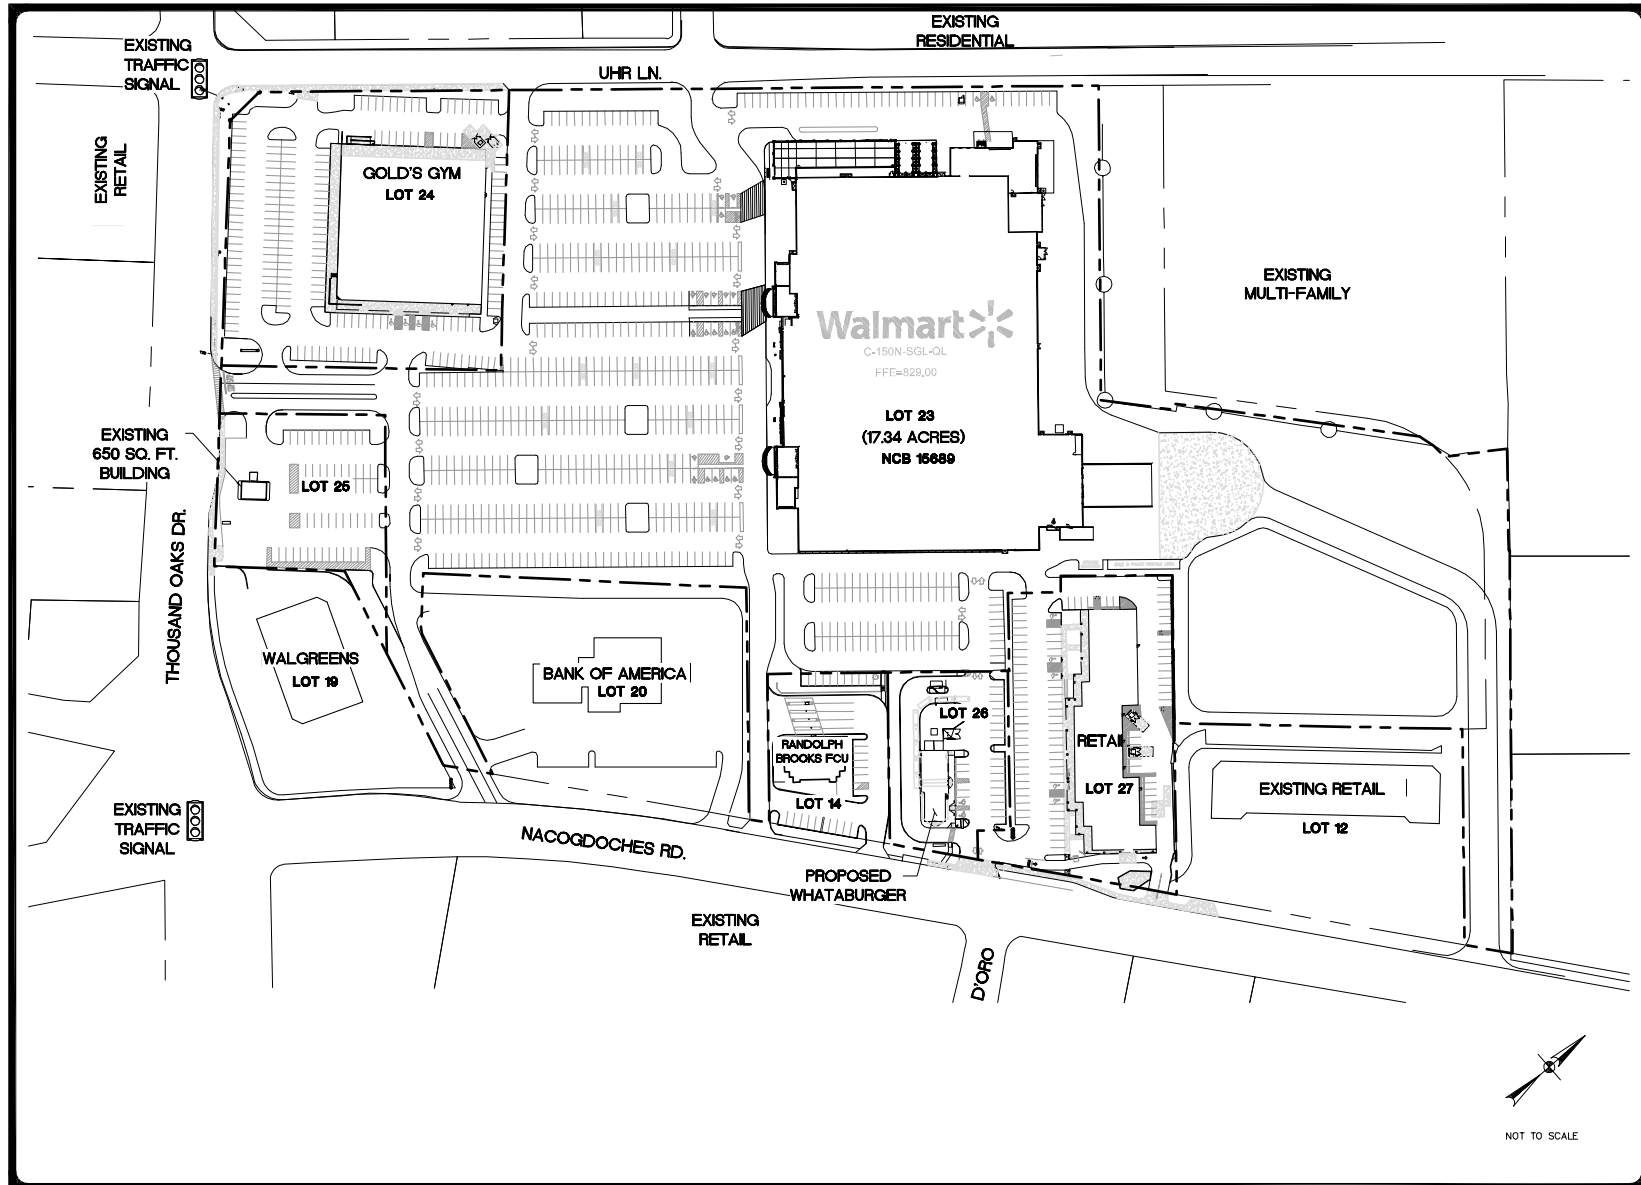 EXISTING
RESIDENTIAL
EXISTING
TRAFFIC
SIGNAL
UHR LN.
EXISTING
RETAIL
GOLD'S GYM
LOT 24
EXISTING
MULTI-FAMILY
Walmart
C-150N-SGL-QL
FFE=829.00
LOT 23
(17.34 ACRES)
NCB 15689
EXISTING
650 SQ. FT.
BUILDING
LOT 25
THOUSAND OAKS DR.
WALGREENS
LOT 19
BANK OF AMERICA
LOT 20
LOT 26
RANDOLPH
BROOKS FCU
LOT 14
RETAIL
LOT 27
EXISTING RETAIL
LOT 12
EXISTING
TRAFFIC
SIGNAL
NACOGDOCHES RD.
PROPOSED
WHATABURGER
EXISTING
RETAIL
D'ORO
NOT TO SCALE